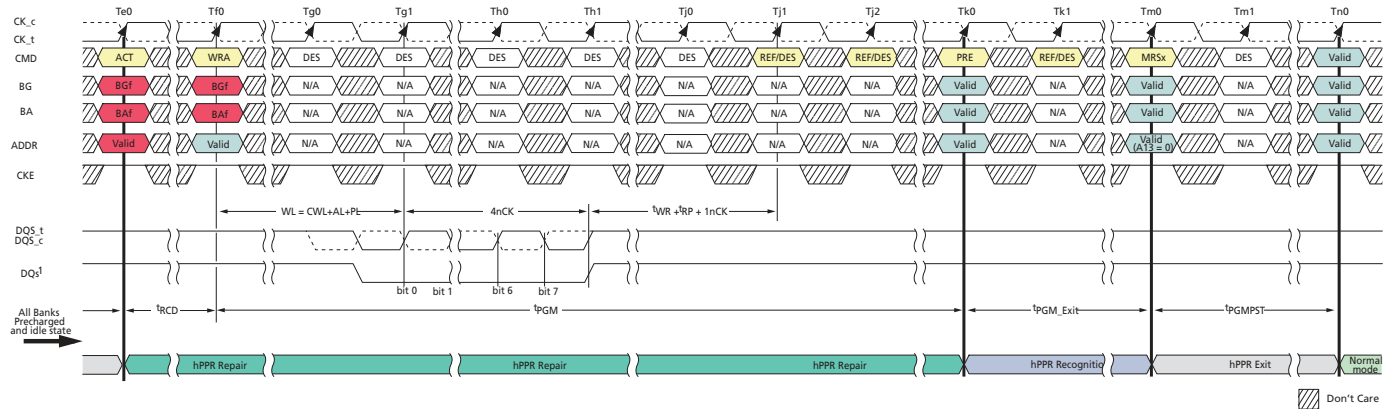 Te0 Tf0 Tg0 Tg1 Th0 Th1 Tj0 Tj1 Tj2 Tk0 Tk1 Tm0 Tm1 Tn0
CK_c
CK_t
CMD ACT WRA DES DES DES DES DES REF/DES REF/DES PRE REF/DES MRSx DES Valid
BG BGf BGf N/A N/A N/A N/A N/A N/A N/A Valid N/A Valid N/A Valid
BA BAf BAf N/A N/A N/A N/A N/A N/A N/A Valid N/A Valid N/A Valid
ADDR Valid Valid N/A N/A N/A N/A N/A N/A N/A Valid N/A Valid (A13 = 0) N/A Valid
CKE
WL = CWL+AL+PL 4nCK tWR +tRP + 1nCK
DQS_t
DQS_c
DQs1
bit 0 bit 1 bit 6 bit 7
All Banks
Precharged
and idle state
tRCD tPGM tPGM_Exit tPGMPST
hPPR Repair hPPR Repair hPPR Repair hPPR Recognitio hPPR Exit Normal
mode
Don't Care